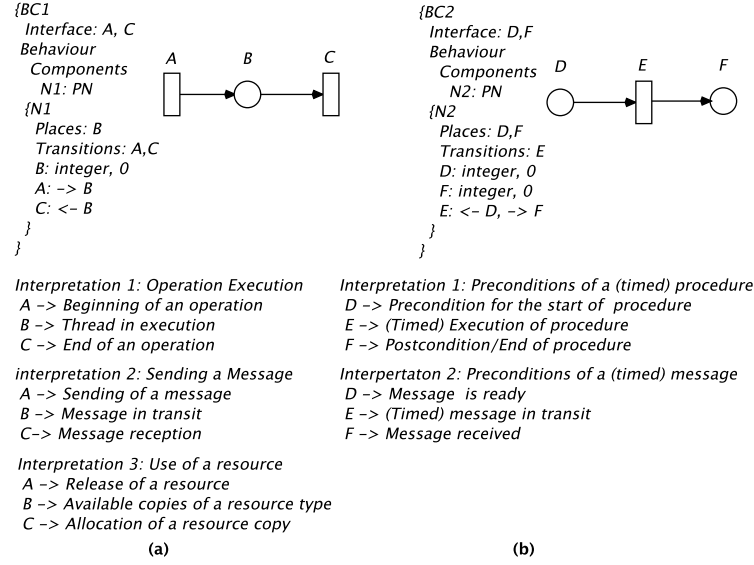 {BC1
Interface: A, C
Behaviour
Components
N1: PN
{N1
Places: B
Transitions: A,C
B: integer, 0
A: -> B
C: <- B
}
}
A B C
Interpretation 1: Operation Execution
A -> Beginning of an operation
B -> Thread in execution
C -> End of an operation
interpretation 2: Sending a Message
A -> Sending of a message
B -> Message in transit
C-> Message reception
Interpretation 3: Use of a resource
A -> Release of a resource
B -> Available copies of a resource type
C -> Allocation of a resource copy
(a)
{BC2
Interface: D,F
Behaviour
Components
N2: PN
{N2
Places: D,F
Transitions: E
D: integer, 0
F: integer, 0
E: <- D, -> F
}
}
D E F
Interpretation 1: Preconditions of a (timed) procedure
D -> Precondition for the start of procedure
E -> (Timed) Execution of procedure
F -> Postcondition/End of procedure
Interpertaton 2: Preconditions of a (timed) message
D -> Message is ready
E -> (Timed) message in transit
F -> Message received
(b)